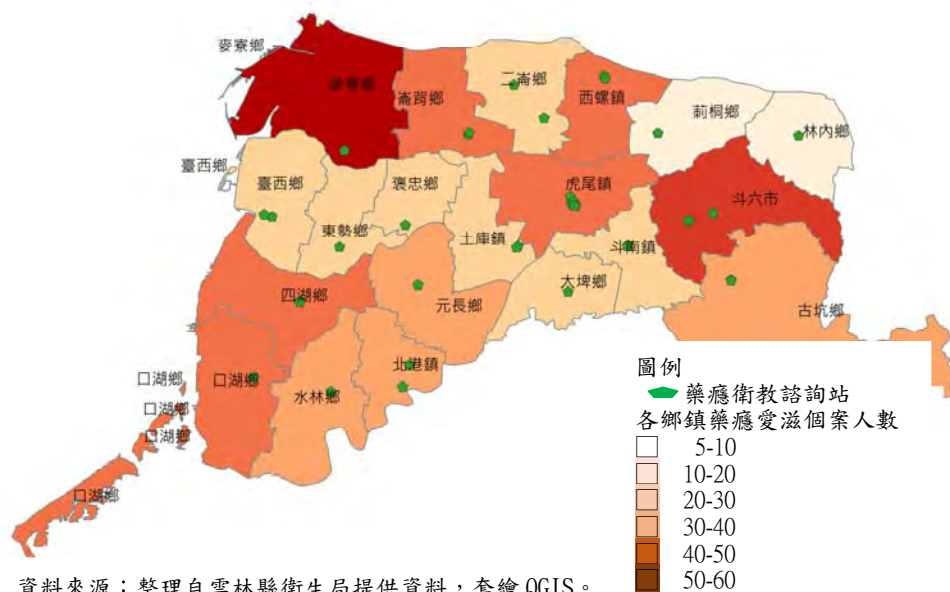 麥寮鄉
麥寮鄉
崙背鄉
二崙鄉
西螺鎮
莿桐鄉
林內鄉
臺西鄉
臺西鄉
東勢鄉
褒忠鄉
土庫鎮
虎尾鎮
斗南鎮
斗六市
大埤鄉
古坑鄉
四湖鄉
元長鄉
口湖鄉
口湖鄉
水林鄉
北港鎮
口湖鄉
口湖鄉
口湖鄉
圖例
藥癮衛教諮詢站
各鄉鎮藥癮愛滋個案人數
5-10
10-20
20-30
30-40
40-50
50-60
資料來源：整理自雲林縣衛生局提供資料，套繪 QGIS。